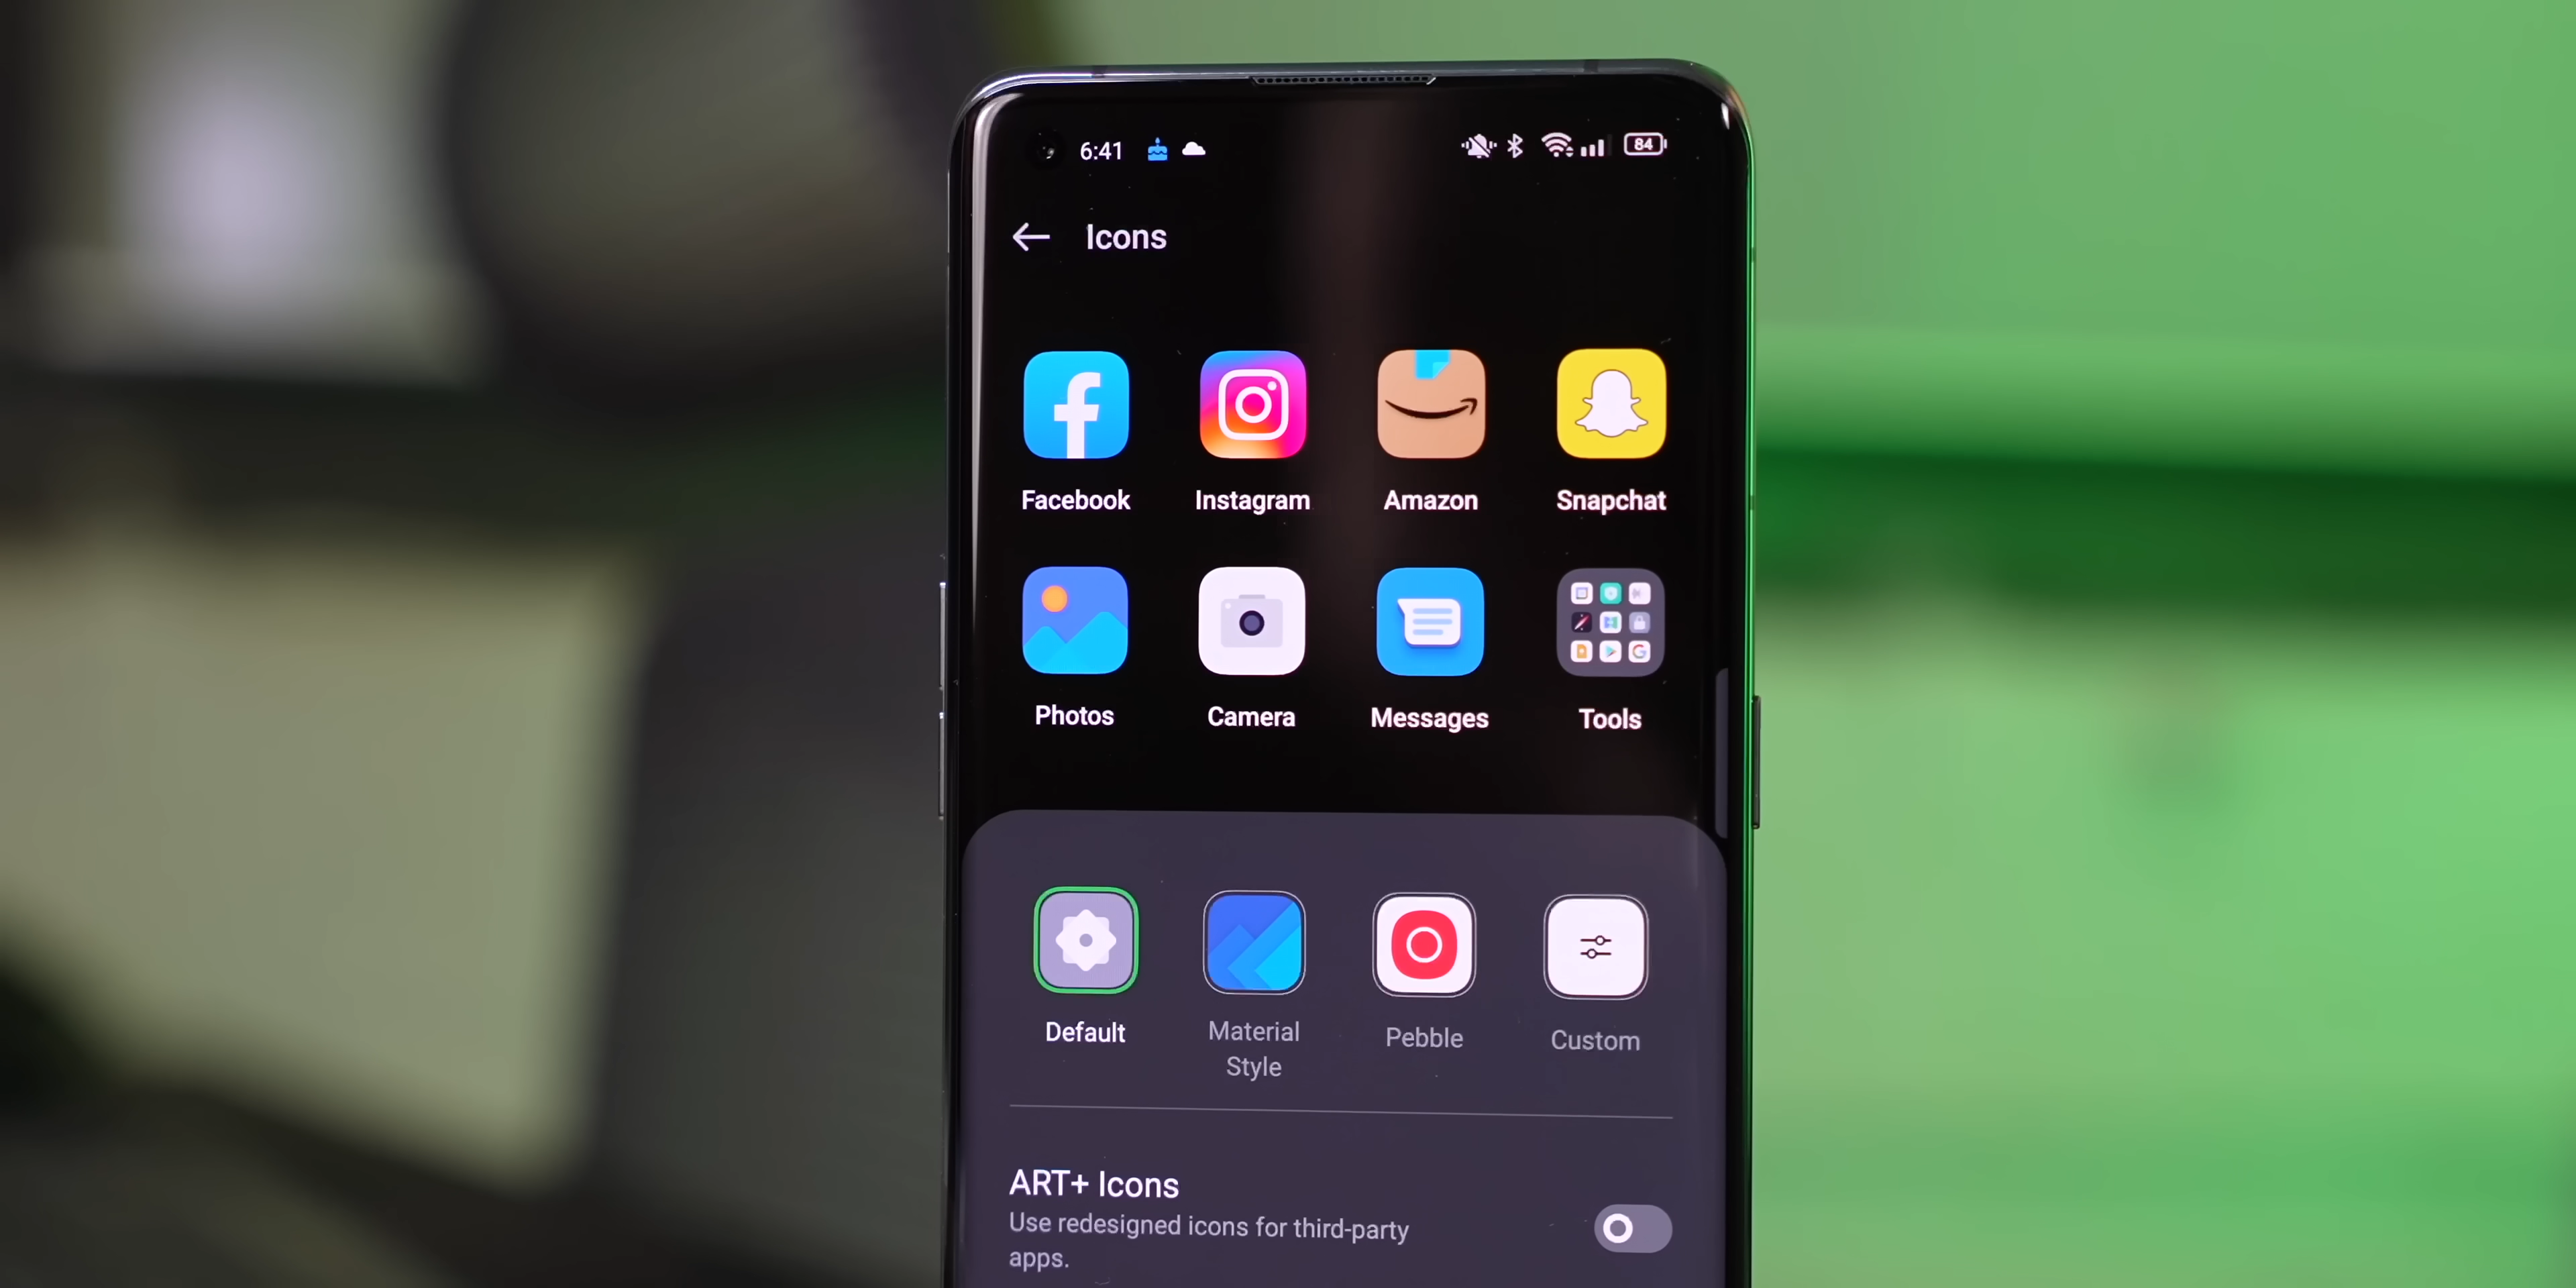 6:41 84
Icons
Facebook Instagram Amazon Snapchat
Photos Camera Messages Tools
Default Material Style Pebble Custom
ART+ Icons
Use redesigned icons for third-party
apps.